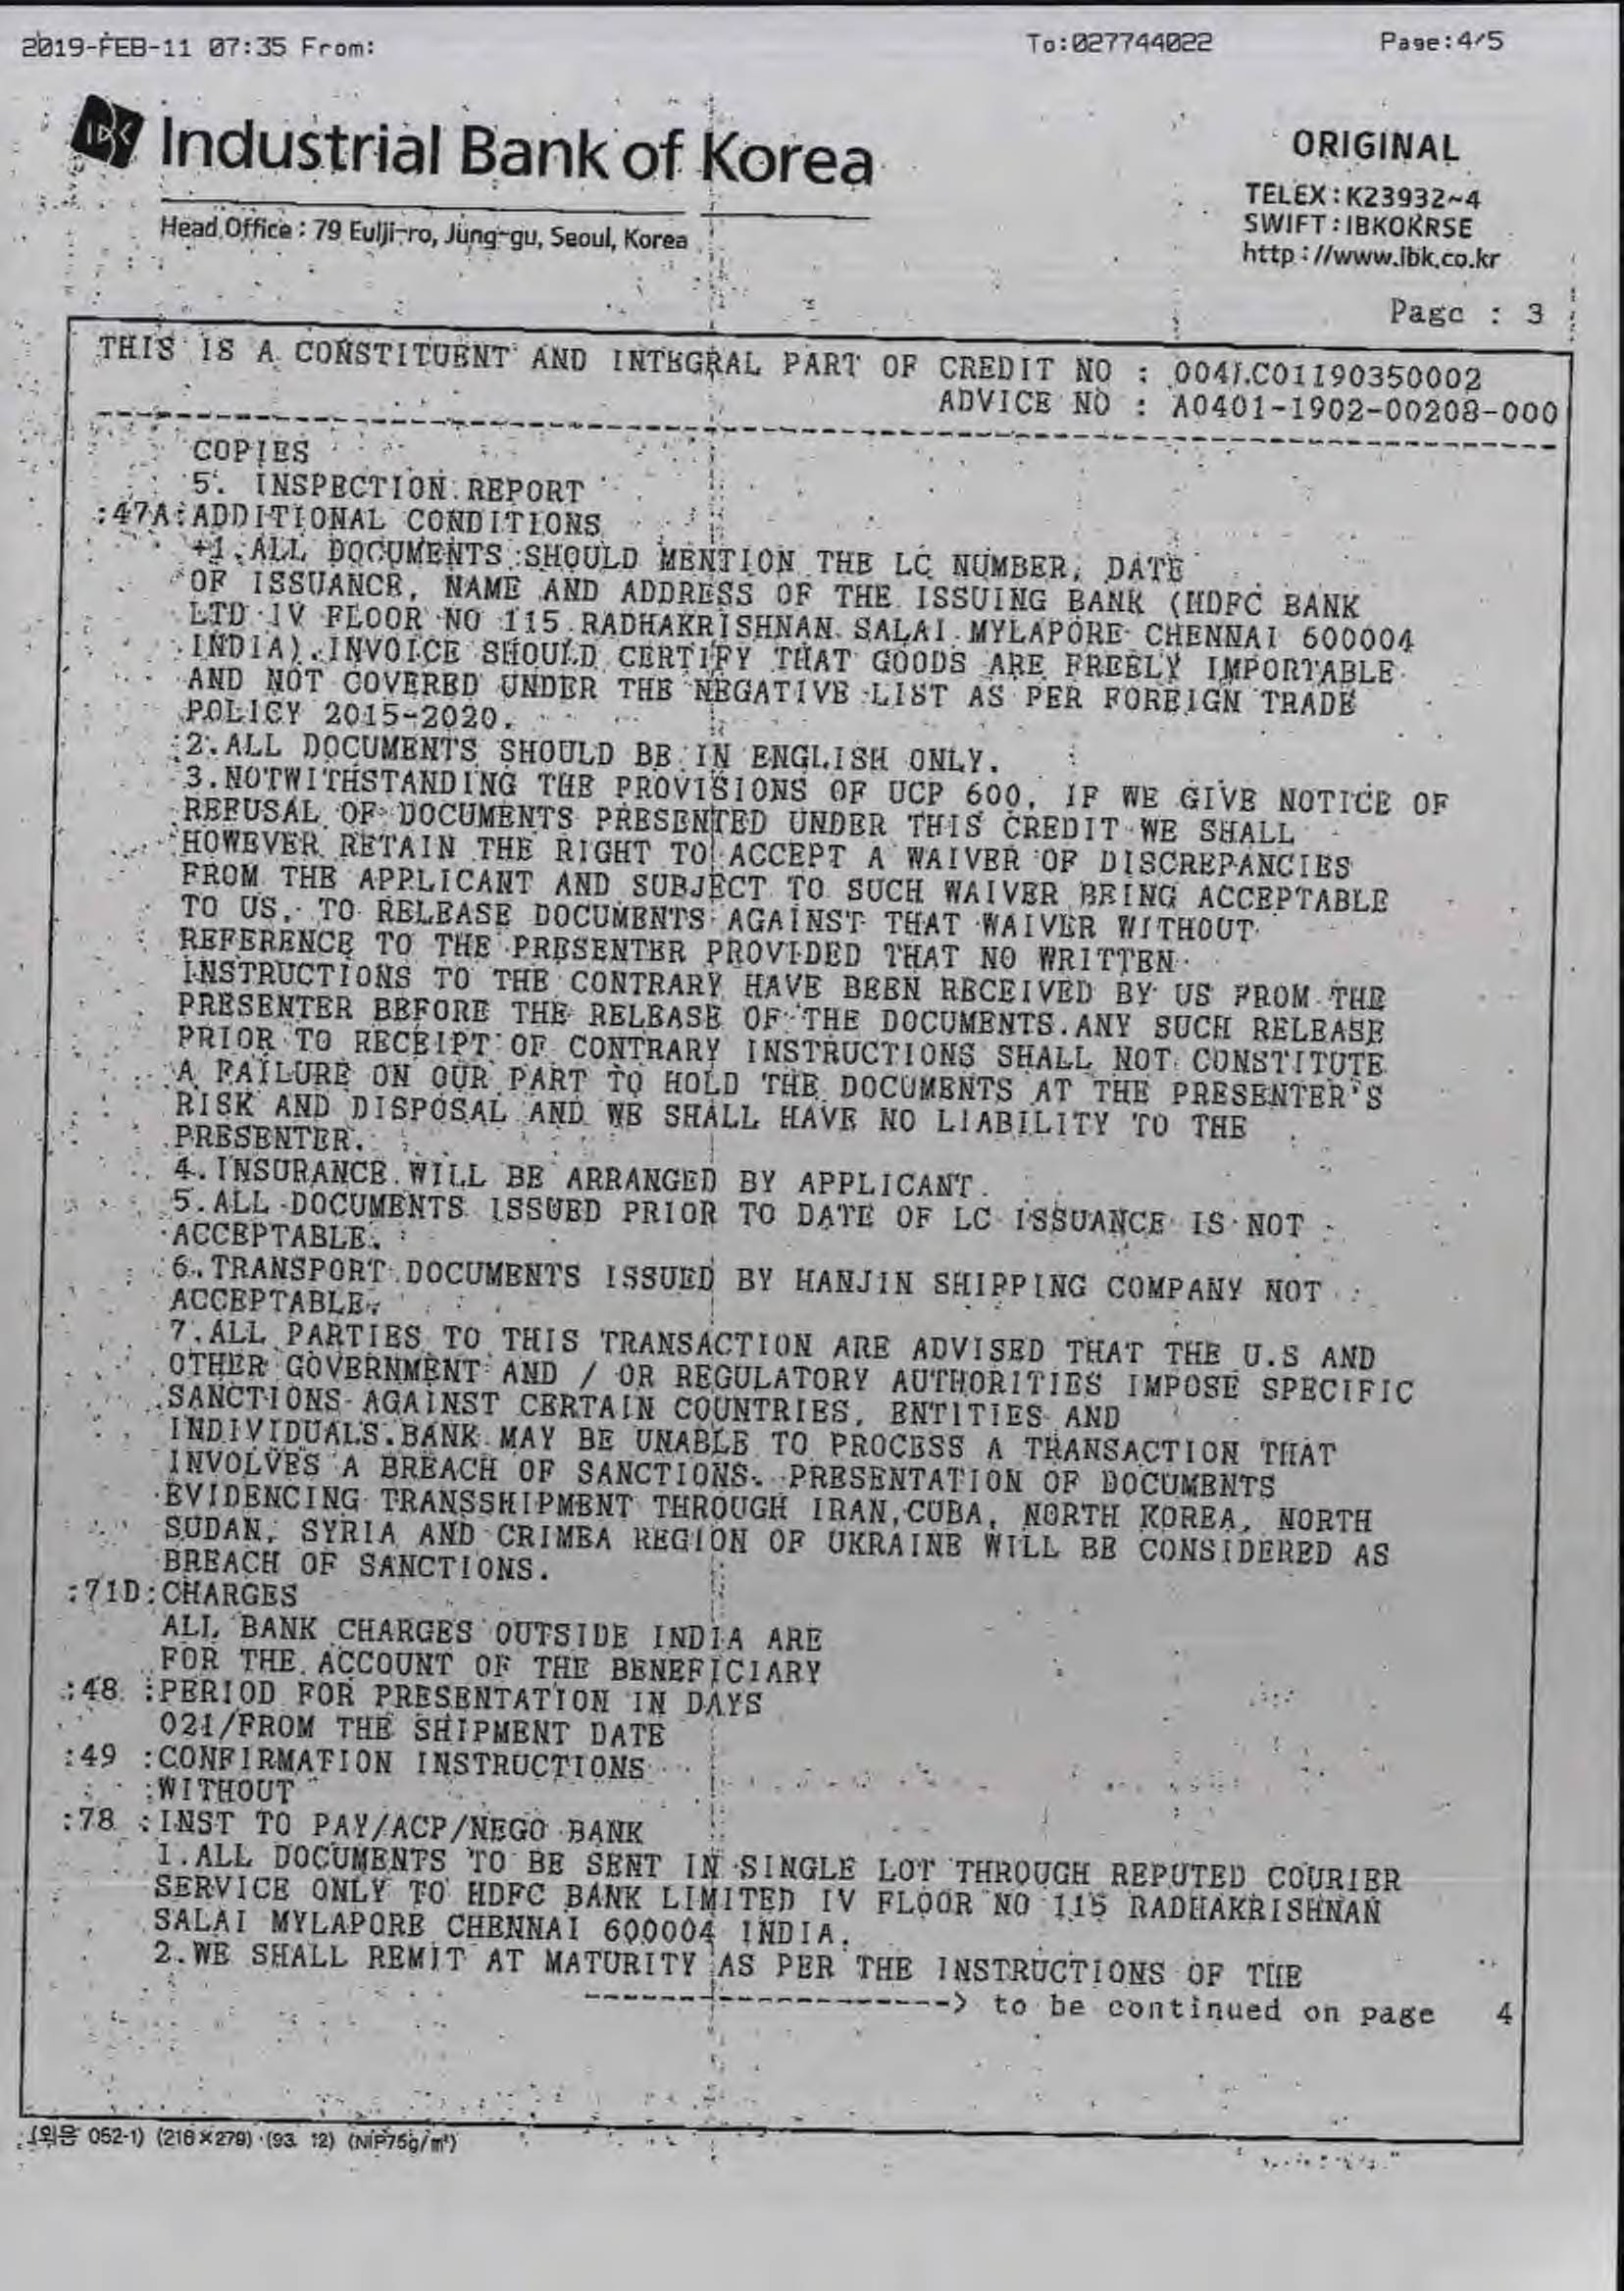 2019-FEB-11 07:35 From: To:027744022 Page:4/5
IBK Industrial Bank of Korea
ORIGINAL
TELEX : K23932~4
SWIFT : IBKOKRSE
http : //www.ibk.co.kr
Head Office : 79 Eulji-ro, Jung-gu, Seoul, Korea
Page : 3
THIS IS A CONSTITUENT AND INTEGRAL PART OF CREDIT NO : 004LC01190350002
ADVICE NO : A0401-1902-00208-000
COPIES
5. INSPECTION REPORT
:47A:ADDITIONAL CONDITIONS
+1.ALL DOCUMENTS SHOULD MENTION THE LC NUMBER, DATE
OF ISSUANCE, NAME AND ADDRESS OF THE ISSUING BANK (HDFC BANK
LTD IV FLOOR NO 115 RADHAKRISHNAN SALAI MYLAPORE CHENNAI 600004
INDIA). INVOICE SHOULD CERTIFY THAT GOODS ARE FREELY IMPORTABLE
AND NOT COVERED UNDER THE NEGATIVE LIST AS PER FOREIGN TRADE
POLICY 2015-2020.
2.ALL DOCUMENTS SHOULD BE IN ENGLISH ONLY.
3.NOTWITHSTANDING THE PROVISIONS OF UCP 600, IF WE GIVE NOTICE OF
REFUSAL OF DOCUMENTS PRESENTED UNDER THIS CREDIT WE SHALL
HOWEVER RETAIN THE RIGHT TO ACCEPT A WAIVER OF DISCREPANCIES
FROM THE APPLICANT AND SUBJECT TO SUCH WAIVER BEING ACCEPTABLE
TO US, TO RELEASE DOCUMENTS AGAINST THAT WAIVER WITHOUT
REFERENCE TO THE PRESENTER PROVIDED THAT NO WRITTEN
INSTRUCTIONS TO THE CONTRARY HAVE BEEN RECEIVED BY US FROM THE
PRESENTER BEFORE THE RELEASE OF THE DOCUMENTS.ANY SUCH RELEASE
PRIOR TO RECEIPT OF CONTRARY INSTRUCTIONS SHALL NOT CONSTITUTE
A FAILURE ON OUR PART TO HOLD THE DOCUMENTS AT THE PRESENTER'S
RISK AND DISPOSAL AND WE SHALL HAVE NO LIABILITY TO THE
PRESENTER.
4.INSURANCE WILL BE ARRANGED BY APPLICANT.
5.ALL DOCUMENTS ISSUED PRIOR TO DATE OF LC ISSUANCE IS NOT
ACCEPTABLE.
6.TRANSPORT DOCUMENTS ISSUED BY HANJIN SHIPPING COMPANY NOT
ACCEPTABLE.
7.ALL PARTIES TO THIS TRANSACTION ARE ADVISED THAT THE U.S AND
OTHER GOVERNMENT AND / OR REGULATORY AUTHORITIES IMPOSE SPECIFIC
SANCTIONS AGAINST CERTAIN COUNTRIES, ENTITIES AND
INDIVIDUALS.BANK MAY BE UNABLE TO PROCESS A TRANSACTION THAT
INVOLVES A BREACH OF SANCTIONS. PRESENTATION OF DOCUMENTS
EVIDENCING TRANSSHIPMENT THROUGH IRAN,CUBA, NORTH KOREA, NORTH
SUDAN, SYRIA AND CRIMEA REGION OF UKRAINE WILL BE CONSIDERED AS
BREACH OF SANCTIONS.
:71D:CHARGES
ALL BANK CHARGES OUTSIDE INDIA ARE
FOR THE ACCOUNT OF THE BENEFICIARY
:48 :PERIOD FOR PRESENTATION IN DAYS
021/FROM THE SHIPMENT DATE
:49 :CONFIRMATION INSTRUCTIONS
:WITHOUT
:78 :INST TO PAY/ACP/NEGO BANK
1.ALL DOCUMENTS TO BE SENT IN SINGLE LOT THROUGH REPUTED COURIER
SERVICE ONLY TO HDFC BANK LIMITED IV FLOOR NO 115 RADHAKRISHNAN
SALAI MYLAPORE CHENNAI 600004 INDIA.
2.WE SHALL REMIT AT MATURITY AS PER THE INSTRUCTIONS OF THE
------------------------> to be continued on page 4
(외용 052-1) (216×279) (93. 12) (NIP75g/㎡)